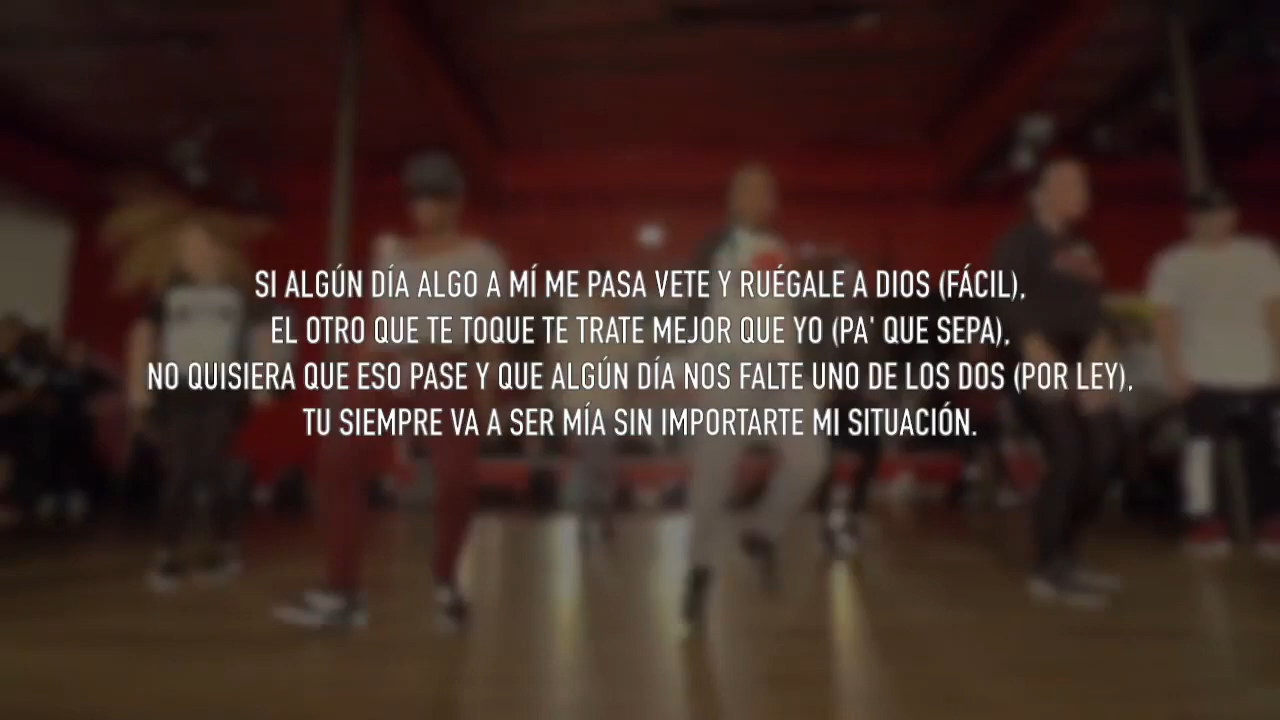 SI ALGÚN DÍA ALGO A MÍ ME PASA VETE Y RUÉGALE A DIOS (FÁCIL),
EL OTRO QUE TE TOQUE TE TRATE MEJOR QUE YO (PA' QUE SEPA),
NO QUISIERA QUE ESO PASE Y QUE ALGÚN DÍA NOS FALTE UNO DE LOS DOS (POR LEY),
TU SIEMPRE VA A SER MÍA SIN IMPORTARTE MI SITUACIÓN.